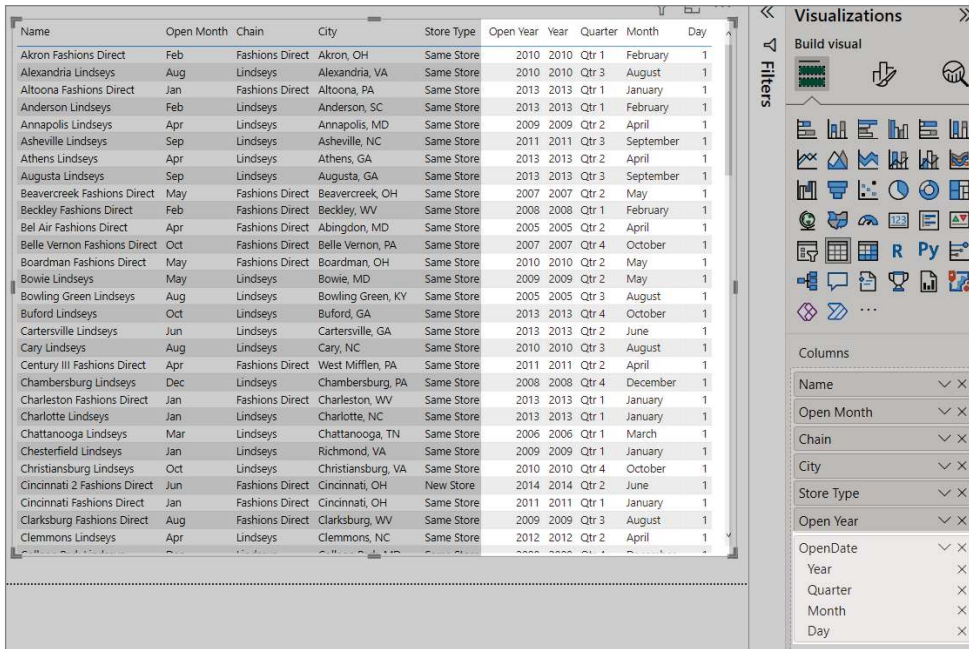 Name Open Month Chain City Store Type Open Year Year Quarter Month Day
Akron Fashions Direct Feb Fashions Direct Akron, OH Same Store 2010 2010 Qtr 1 February 1
Alexandria Lindseys Aug Lindseys Alexandria, VA Same Store 2010 2010 Qtr 3 August 1
Altoona Fashions Direct Jan Fashions Direct Altoona, PA Same Store 2013 2013 Qtr 1 January 1
Anderson Lindseys Feb Lindseys Anderson, SC Same Store 2013 2013 Qtr 1 February 1
Annapolis Lindseys Apr Lindseys Annapolis, MD Same Store 2009 2009 Qtr 2 April 1
Asheville Lindseys Sep Lindseys Asheville, NC Same Store 2011 2011 Qtr 3 September 1
Athens Lindseys Apr Lindseys Athens, GA Same Store 2013 2013 Qtr 2 April 1
Augusta Lindseys Sep Lindseys Augusta, GA Same Store 2013 2013 Qtr 3 September 1
Beavercreek Fashions Direct May Fashions Direct Beavercreek, OH Same Store 2007 2007 Qtr 2 May 1
Beckley Fashions Direct Feb Fashions Direct Beckley, WV Same Store 2008 2008 Qtr 1 February 1
Bel Air Fashions Direct Apr Fashions Direct Abingdon, MD Same Store 2005 2005 Qtr 2 April 1
Belle Vernon Fashions Direct Oct Fashions Direct Belle Vernon, PA Same Store 2007 2007 Qtr 4 October 1
Boardman Fashions Direct May Fashions Direct Boardman, OH Same Store 2010 2010 Qtr 2 May 1
Bowie Lindseys May Lindseys Bowie, MD Same Store 2009 2009 Qtr 2 May 1
Bowling Green Lindseys Aug Lindseys Bowling Green, KY Same Store 2005 2005 Qtr 3 August 1
Buford Lindseys Oct Lindseys Buford, GA Same Store 2013 2013 Qtr 4 October 1
Cartersville Lindseys Jun Lindseys Cartersville, GA Same Store 2013 2013 Qtr 2 June 1
Cary Lindseys Aug Lindseys Cary, NC Same Store 2010 2010 Qtr 3 August 1
Century III Fashions Direct Apr Fashions Direct West Mifflen, PA Same Store 2011 2011 Qtr 2 April 1
Chambersburg Lindseys Dec Lindseys Chambersburg, PA Same Store 2008 2008 Qtr 4 December 1
Charleston Fashions Direct Jan Fashions Direct Charleston, WV Same Store 2013 2013 Qtr 1 January 1
Charlotte Lindseys Jan Lindseys Charlotte, NC Same Store 2013 2013 Qtr 1 January 1
Chattanooga Lindseys Mar Lindseys Chattanooga, TN Same Store 2006 2006 Qtr 1 March 1
Chesterfield Lindseys Jan Lindseys Richmond, VA Same Store 2009 2009 Qtr 1 January 1
Christiansburg Lindseys Oct Lindseys Christiansburg, VA Same Store 2010 2010 Qtr 4 October 1
Cincinnati 2 Fashions Direct Jun Fashions Direct Cincinnati, OH New Store 2014 2014 Qtr 2 June 1
Cincinnati Fashions Direct Jan Fashions Direct Cincinnati, OH Same Store 2011 2011 Qtr 1 January 1
Clarksburg Fashions Direct Aug Fashions Direct Clarksburg, WV Same Store 2009 2009 Qtr 3 August 1
Clemmons Lindseys Apr Lindseys Clemmons, NC Same Store 2012 2012 Qtr 2 April 1
Filters
Visualizations
Build visual
123
R Py
Columns
Name
Open Month
Chain
City
Store Type
Open Year
OpenDate
Year
Quarter
Month
Day